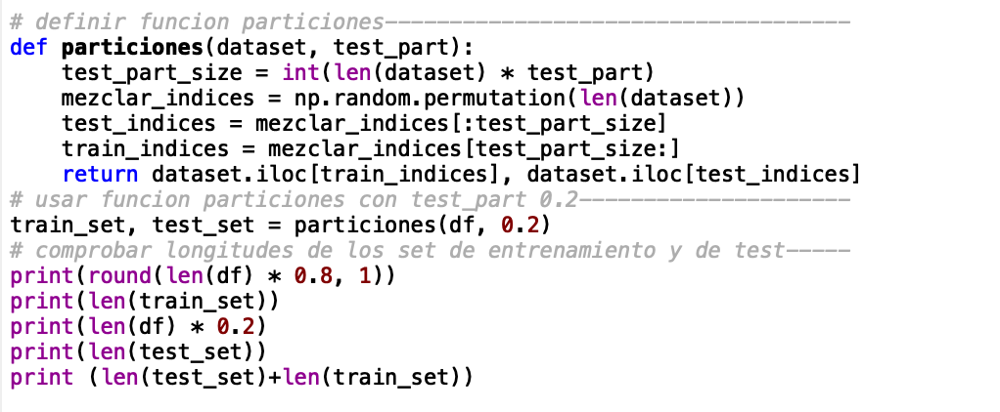 # definir funcion particiones------------------------------------
def particiones(dataset, test_part):
    test_part_size = int(len(dataset) * test_part)
    mezclar_indices = np.random.permutation(len(dataset))
    test_indices = mezclar_indices[:test_part_size]
    train_indices = mezclar_indices[test_part_size:]
    return dataset.iloc[train_indices], dataset.iloc[test_indices]
# usar funcion particiones con test_part 0.2---------------------
train_set, test_set = particiones(df, 0.2)
# comprobar longitudes de los set de entrenamiento y de test-----
print(round(len(df) * 0.8, 1))
print(len(train_set))
print(len(df) * 0.2)
print(len(test_set))
print (len(test_set)+len(train_set))